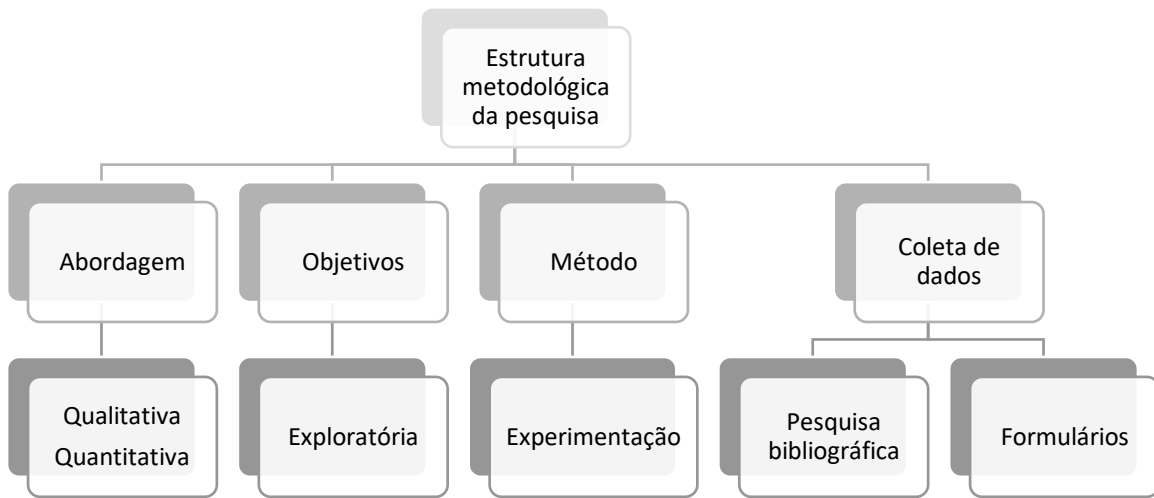 Estrutura
metodológica
da pesquisa
Abordagem
Objetivos
Método
Coleta de
dados
Qualitativa
Quantitativa
Exploratória
Experimentação
Pesquisa
bibliográfica
Formulários